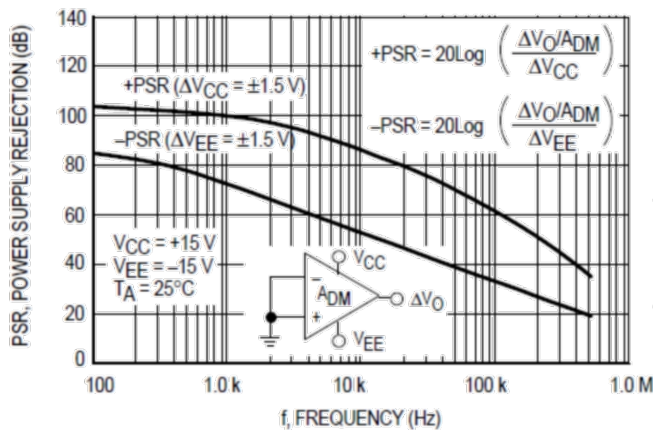 PSR, POWER SUPPLY REJECTION (dB)
140
120
100
80
60
40
20
0
+PSR = 20Log (ΔVO/ADM / ΔVCC)
–PSR = 20Log (ΔVO/ADM / ΔVEE)
+PSR (ΔVCC = ±1.5 V)
–PSR (ΔVEE = ±1.5 V)
VCC = +15 V
VEE = –15 V
TA = 25°C
VCC
–
ADM
+
ΔVO
VEE
100
1.0 k
10 k
100 k
1.0 M
f, FREQUENCY (Hz)